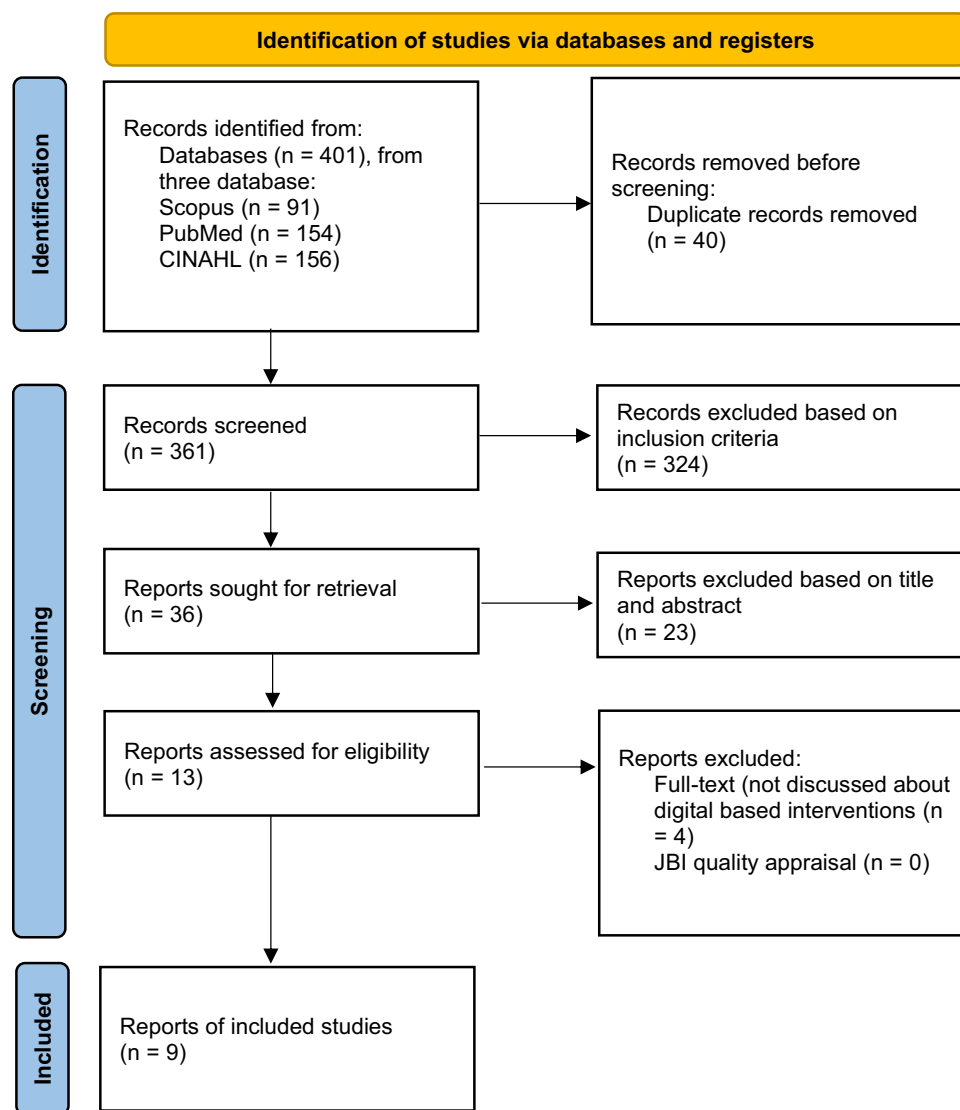 Identification of studies via databases and registers
Identification
Records identified from:
Databases (n = 401), from
three database:
Scopus (n = 91)
PubMed (n = 154)
CINAHL (n = 156)
Records removed before
screening:
Duplicate records removed
(n = 40)
Screening
Records screened
(n = 361)
Records excluded based on
inclusion criteria
(n = 324)
Reports sought for retrieval
(n = 36)
Reports excluded based on title
and abstract
(n = 23)
Reports assessed for eligibility
(n = 13)
Reports excluded:
Full-text (not discussed about
digital based interventions (n
= 4)
JBI quality appraisal (n = 0)
Included
Reports of included studies
(n = 9)